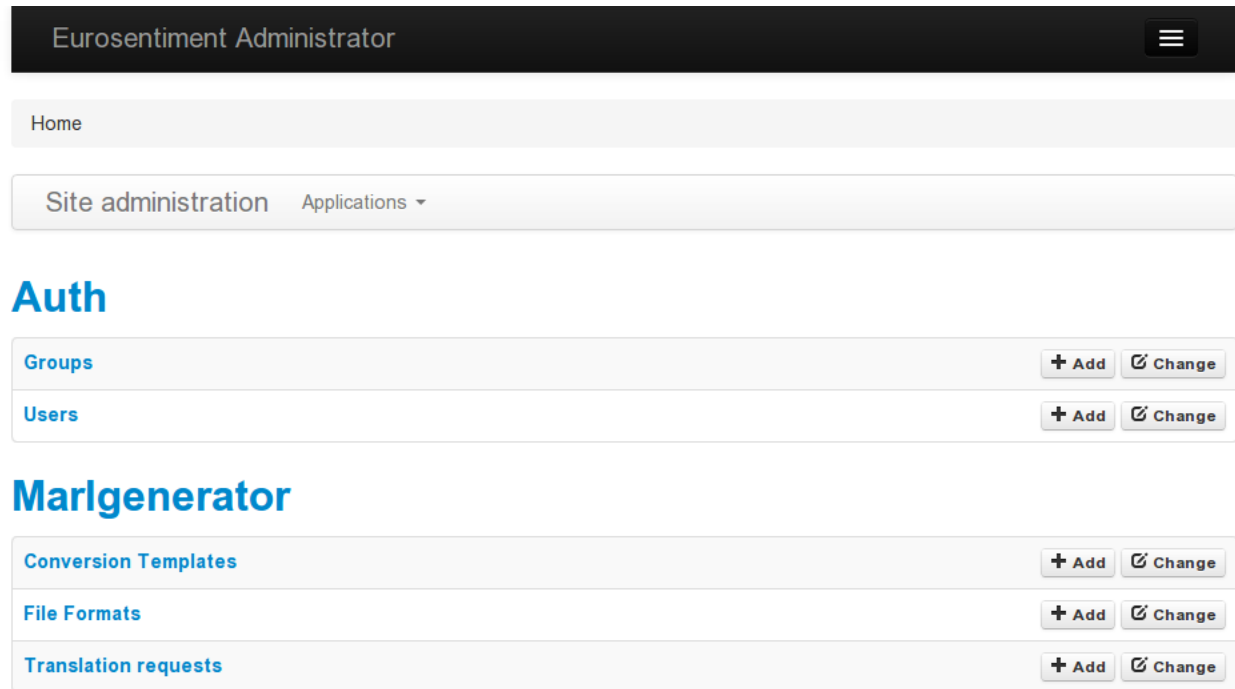 Eurosentiment Administrator
Home
Site administration Applications
Auth
Groups Add Change
Users Add Change
Marlgenerator
Conversion Templates Add Change
File Formats Add Change
Translation requests Add Change